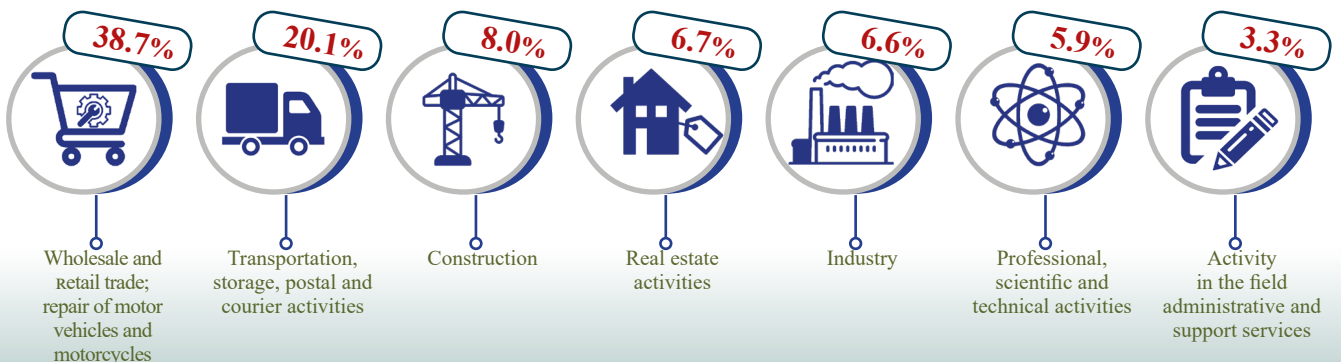 38.7%
20.1%
8.0%
6.7%
6.6%
5.9%
3.3%
Wholesale and
Retail trade;
repair of motor
vehicles and
motorcycles
Transportation,
storage, postal and
courier activities
Construction
Real estate
activities
Industry
Professional,
scientific and
technical activities
Activity
in the field
administrative and
support services